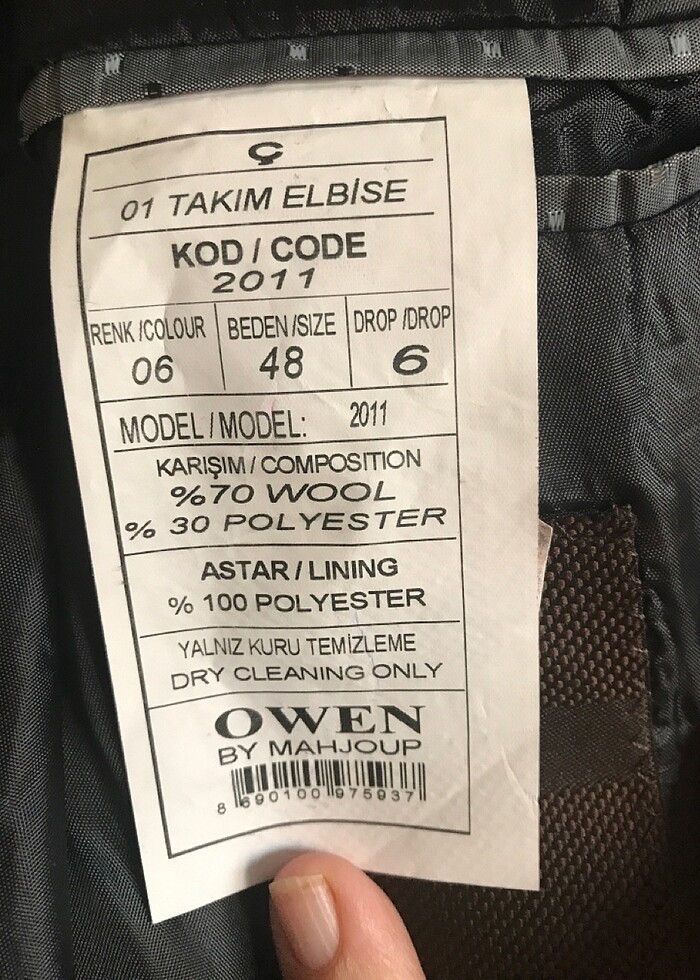 Ç
01 TAKIM ELBİSE
KOD / CODE
2011
RENK /COLOUR BEDEN /SIZE DROP /DROP
06 48 6
MODEL / MODEL: 2011
KARIŞIM / COMPOSITION
%70 WOOL
% 30 POLYESTER
ASTAR / LINING
% 100 POLYESTER
YALNIZ KURU TEMİZLEME
DRY CLEANING ONLY
OWEN
BY MAHJOUP
8 690100 975937